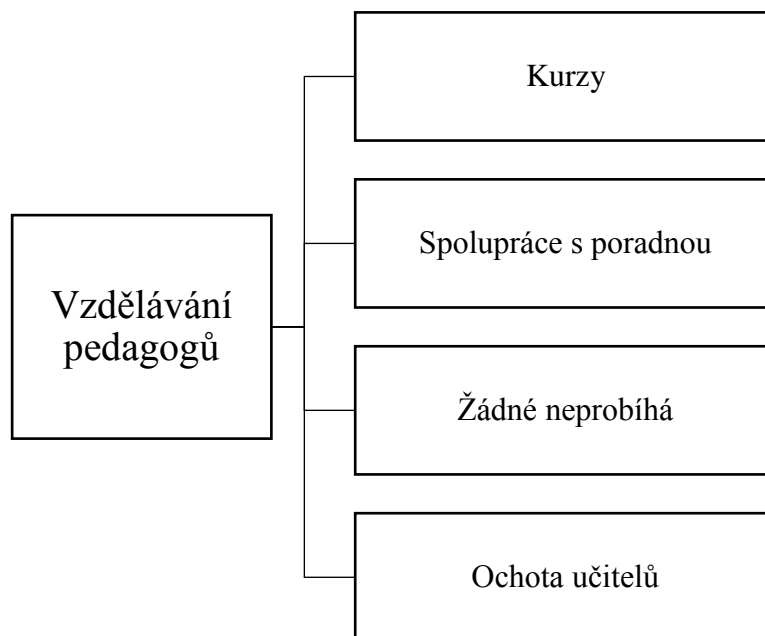 Kurzy
Spolupráce s poradnou
Vzdělávání
pedagogů
Žádné neprobíhá
Ochota učitelů